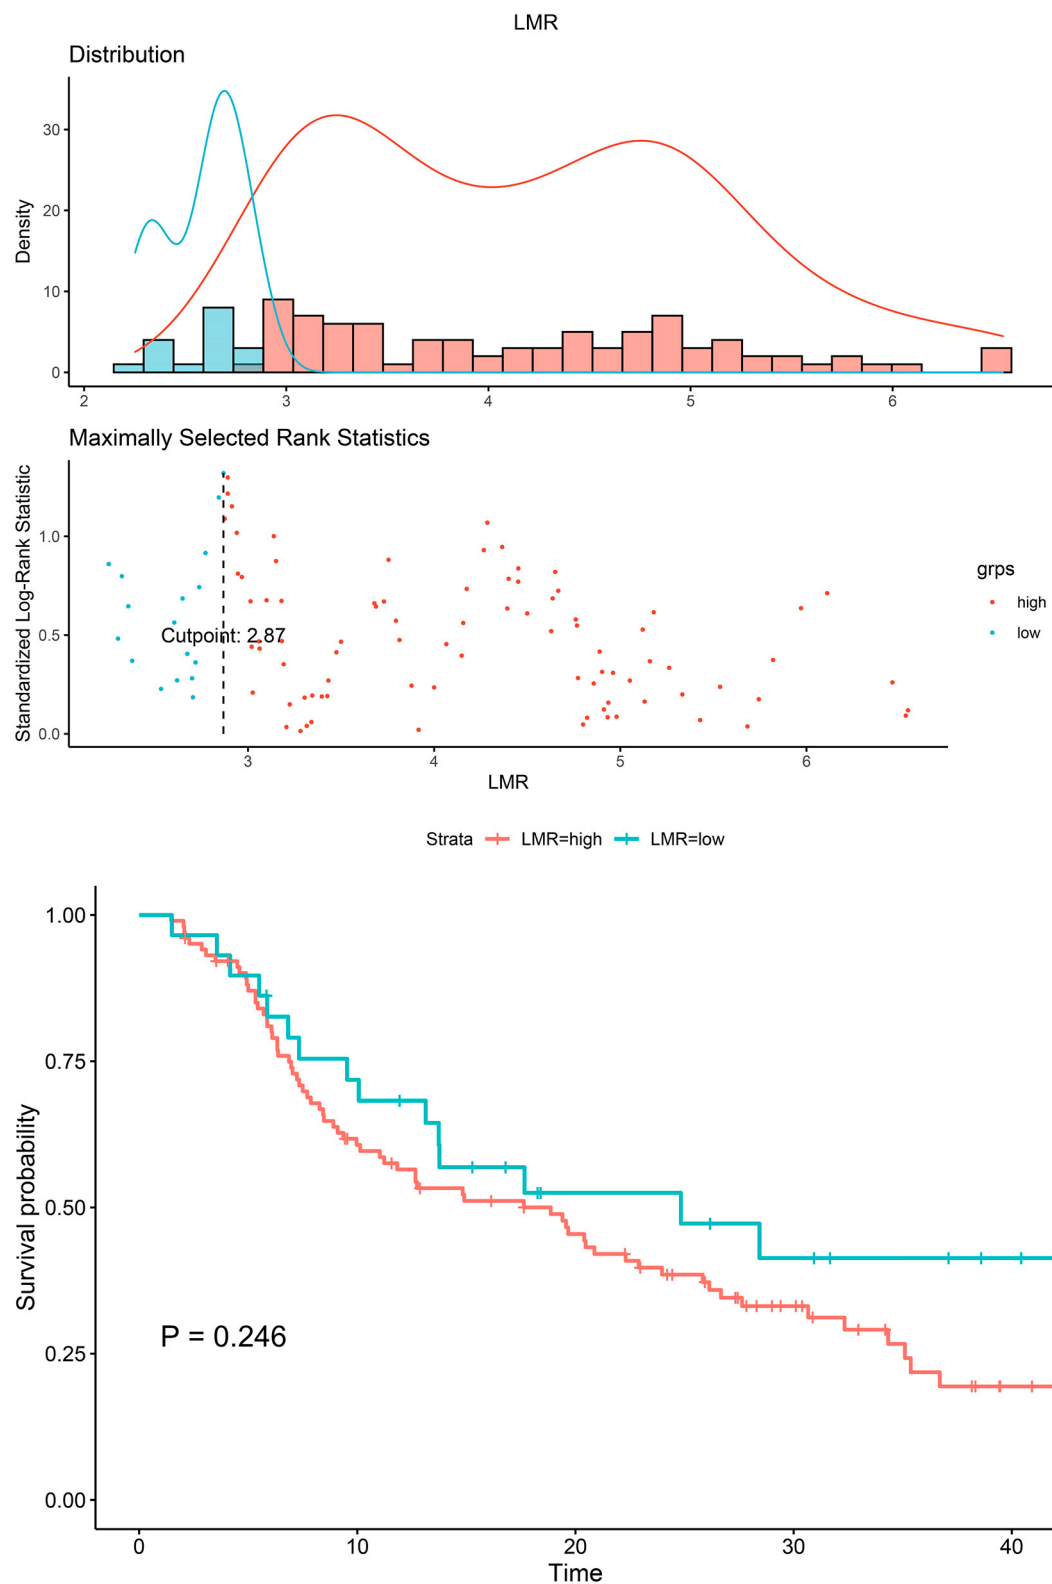 LMR
Distribution
Density
30
20
10
0
2 3 4 5 6
Maximally Selected Rank Statistics
Standardized Log-Rank Statistic
1.0
0.5
0.0
Cutpoint: 2.87
3 4 5 6
LMR
grps
high
low
Strata LMR=high LMR=low
Survival probability
1.00
0.75
0.50
0.25
0.00
P = 0.246
0 10 20 30 40
Time